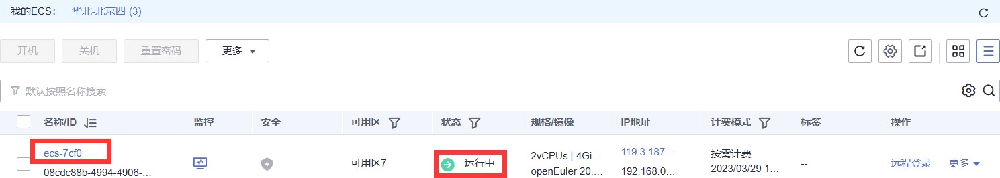 我的ECS： 华北-北京四 (3)
开机 关机 重置密码 更多
默认按照名称搜索
名称/ID 监控 安全 可用区 状态 规格/镜像 IP地址 计费模式 标签 操作
ecs-7cf0 可用区7 运行中 2vCPUs | 4Gi... 119.3.187... 按需计费 -- 远程登录 更多
08cdc88b-4994-4906-... openEuler 20.... 192.168.0... 2023/03/29 1...